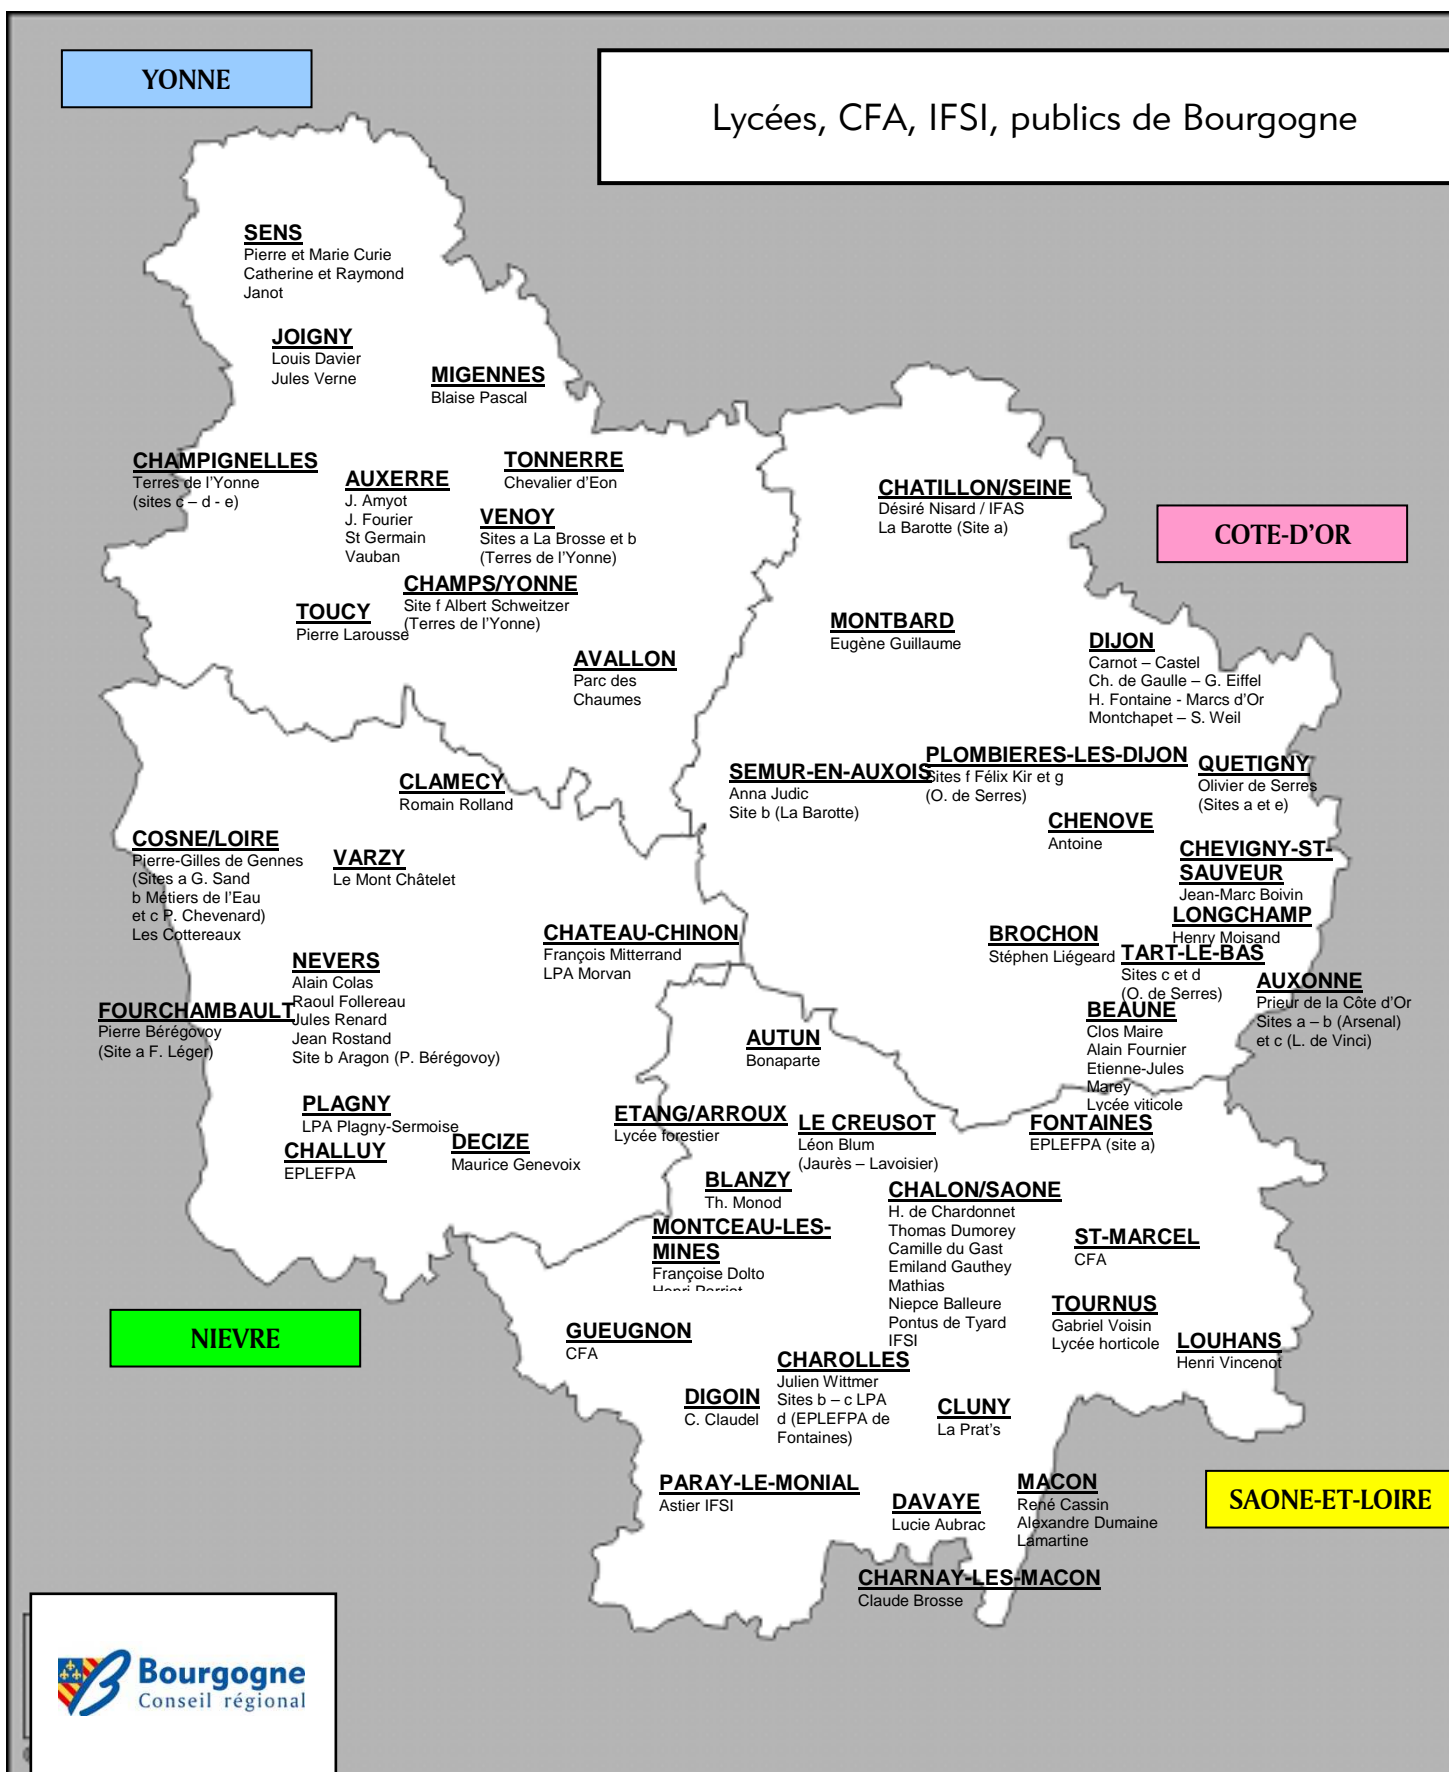 YONNE
Lycées, CFA, IFSI, publics de Bourgogne
SENS
Pierre et Marie Curie
Catherine et Raymond
Janot
JOIGNY
Louis Davier
Jules Verne
MIGENNES
Blaise Pascal
CHAMPIGNELLES
Terres de l'Yonne
(sites c – d - e)
AUXERRE
J. Amyot
J. Fourier
St Germain
Vauban
TONNERRE
Chevalier d'Eon
VENOY
Sites a La Brosse et b
(Terres de l'Yonne)
CHAMPS/YONNE
Site f Albert Schweitzer
(Terres de l'Yonne)
TOUCY
Pierre Larousse
AVALLON
Parc des
Chaumes
CHATILLON/SEINE
Désiré Nisard / IFAS
La Barotte (Site a)
COTE-D'OR
MONTBARD
Eugène Guillaume
DIJON
Carnot – Castel
Ch. de Gaulle – G. Eiffel
H. Fontaine - Marcs d'Or
Montchapet – S. Weil
SEMUR-EN-AUXOIS
Anna Judic
Site b (La Barotte)
PLOMBIERES-LES-DIJON
Sites f Félix Kir et g
(O. de Serres)
QUETIGNY
Olivier de Serres
(Sites a et e)
CHENOVE
Antoine
CHEVIGNY-ST-
SAUVEUR
Jean-Marc Boivin
LONGCHAMP
Henry Moisand
BROCHON
Stéphen Liégeard
TART-LE-BAS
Sites c et d
(O. de Serres)
AUXONNE
Prieur de la Côte d'Or
Sites a – b (Arsenal)
et c (L. de Vinci)
BEAUNE
Clos Maire
Alain Fournier
Etienne-Jules
Marey
Lycée viticole
CLAMECY
Romain Rolland
COSNE/LOIRE
Pierre-Gilles de Gennes
(Sites a G. Sand
b Métiers de l'Eau
et c P. Chevenard)
Les Cottereaux
VARZY
Le Mont Châtelet
CHATEAU-CHINON
François Mitterrand
LPA Morvan
NEVERS
Alain Colas
Raoul Follereau
Jules Renard
Jean Rostand
Site b Aragon (P. Bérégovoy)
FOURCHAMBAULT
Pierre Bérégovoy
(Site a F. Léger)
PLAGNY
LPA Plagny-Sermoise
CHALLUY
EPLEFPA
DECIZE
Maurice Genevoix
NIEVRE
AUTUN
Bonaparte
ETANG/ARROUX
Lycée forestier
LE CREUSOT
Léon Blum
(Jaurès – Lavoisier)
FONTAINES
EPLEFPA (site a)
BLANZY
Th. Monod
MONTCEAU-LES-
MINES
Françoise Dolto
Henri Parriat
CHALON/SAONE
H. de Chardonnet
Thomas Dumorey
Camille du Gast
Emiland Gauthey
Mathias
Niepce Balleure
Pontus de Tyard
IFSI
ST-MARCEL
CFA
TOURNUS
Gabriel Voisin
Lycée horticole
LOUHANS
Henri Vincenot
GUEUGNON
CFA
CHAROLLES
Julien Wittmer
Sites b – c LPA
d (EPLEFPA de
Fontaines)
DIGOIN
C. Claudel
CLUNY
La Prat's
PARAY-LE-MONIAL
Astier IFSI
DAVAYE
Lucie Aubrac
MACON
René Cassin
Alexandre Dumaine
Lamartine
SAONE-ET-LOIRE
CHARNAY-LES-MACON
Claude Brosse
Bourgogne
Conseil régional